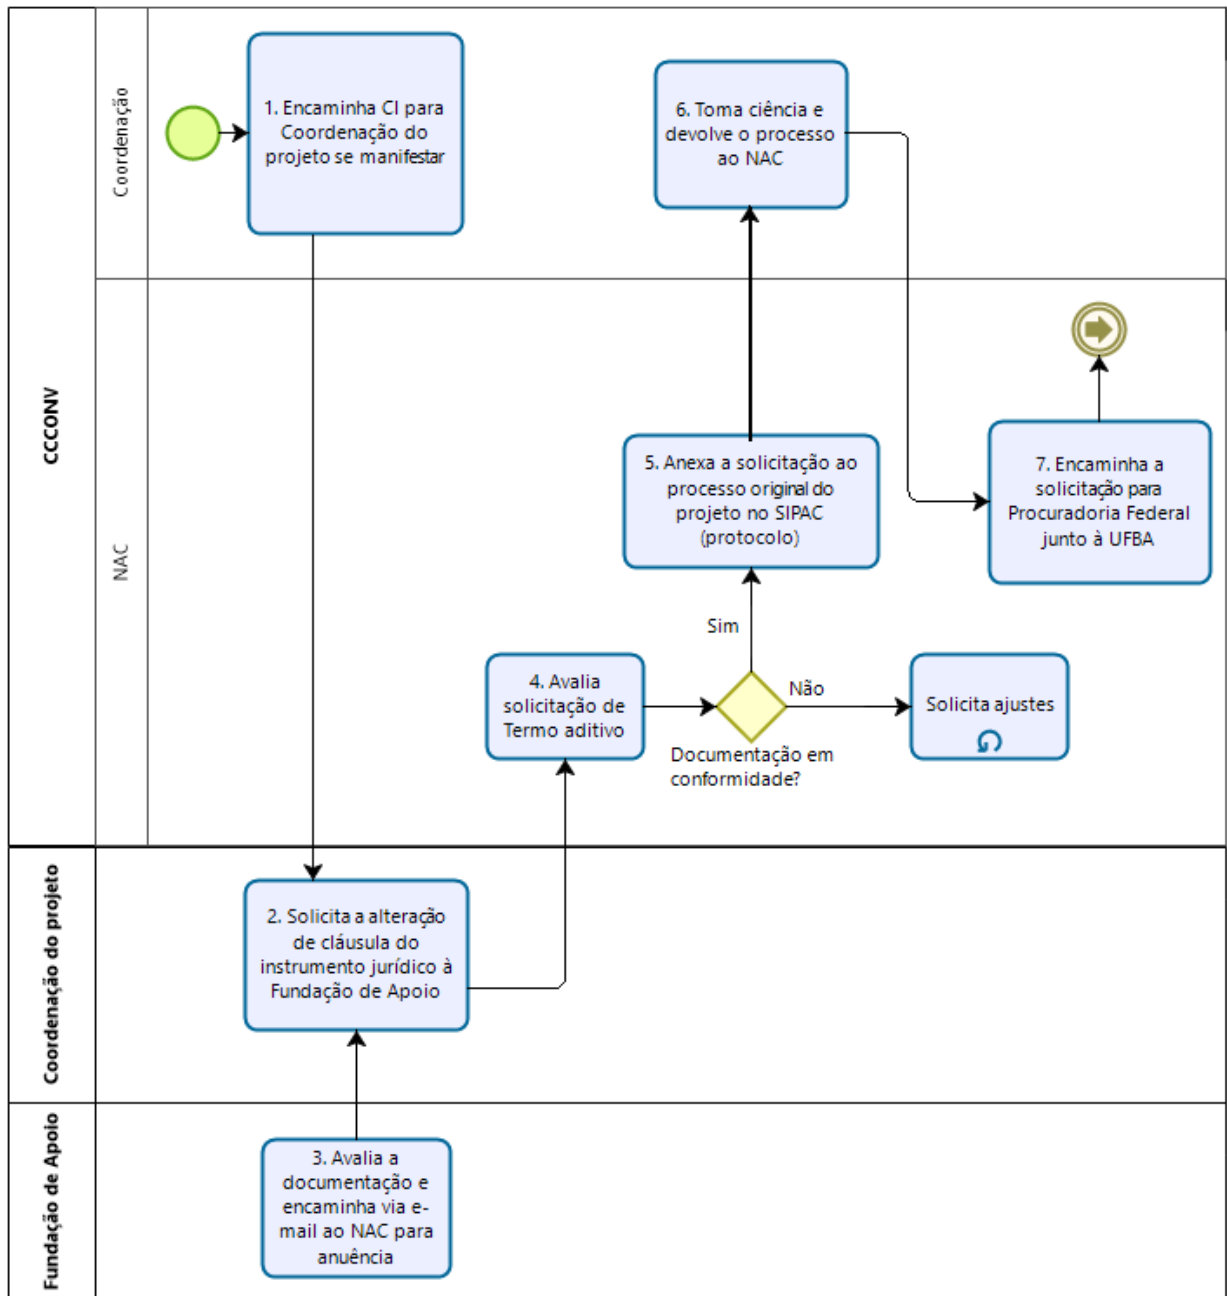 CCCONV
Coordenação
1. Encaminha CI para
Coordenação do
projeto se manifestar
6. Toma ciência e
devolve o processo
ao NAC
NAC
5. Anexa a solicitação ao
processo original do
projeto no SIPAC
(protocolo)
7. Encaminha a
solicitação para
Procuradoria Federal
junto à UFBA
Sim
4. Avalia
solicitação de
Termo aditivo
Não
Solicita ajustes
Documentação em
conformidade?
Coordenação do projeto
2. Solicita a alteração
de cláusula do
instrumento jurídico à
Fundação de Apoio
Fundação de Apoio
3. Avalia a
documentação e
encaminha via e-
mail ao NAC para
anuência